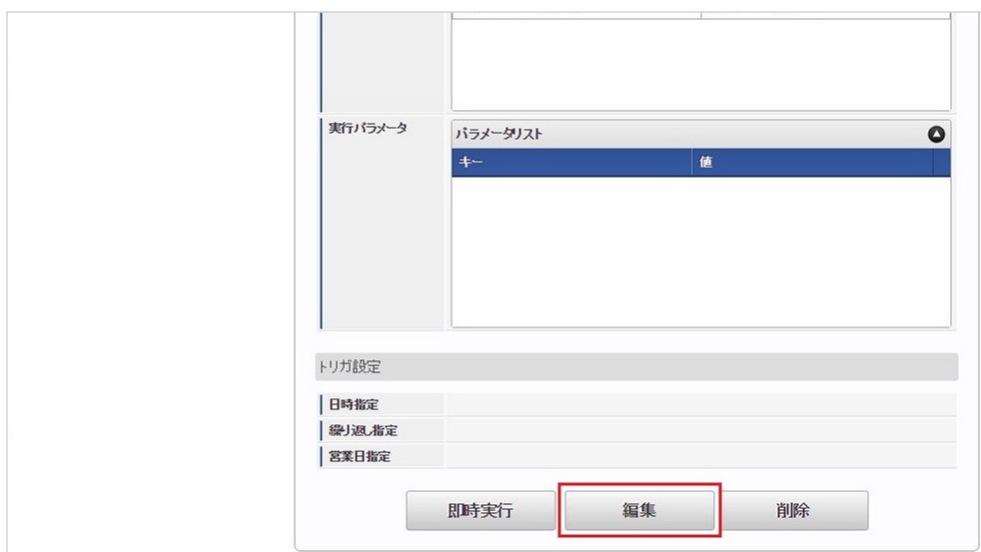 実行パラメータ
パラメータリスト
キー 値
トリガ設定
日時指定
繰り返し指定
営業日指定
即時実行 編集 削除